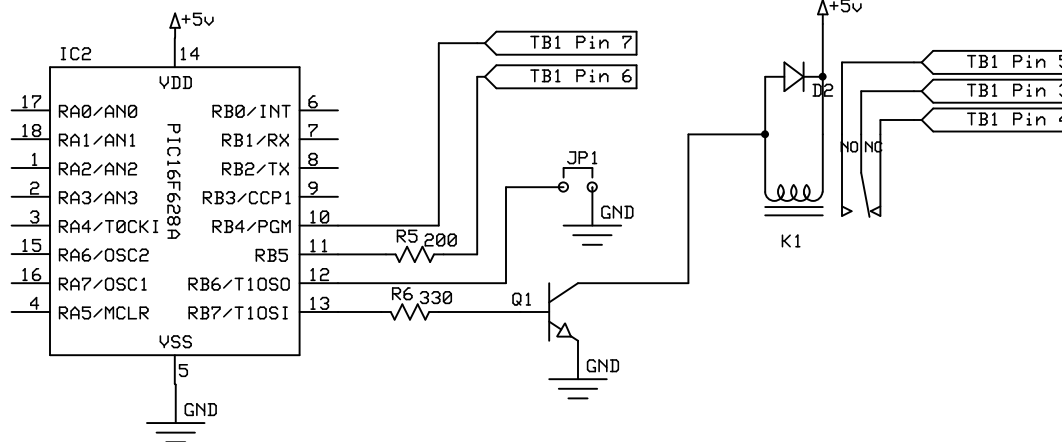 +5v
IC2
14
VDD
17 RA0/AN0
18 RA1/AN1
1 RA2/AN2
2 RA3/AN3
3 RA4/T0CKI
15 RA6/OSC2
16 RA7/OSC1
4 RA5/MCLR
PIC16F628A
RB0/INT 6
RB1/RX 7
RB2/TX 8
RB3/CCP1 9
RB4/PGM 10
RB5 11
RB6/T1OSO 12
RB7/T1OSI 13
VSS
5
GND
TB1 Pin 7
TB1 Pin 6
JP1
GND
R5 200
R6 330
Q1
GND
+5v
D2
K1
NO NC
TB1 Pin 5
TB1 Pin 3
TB1 Pin 4